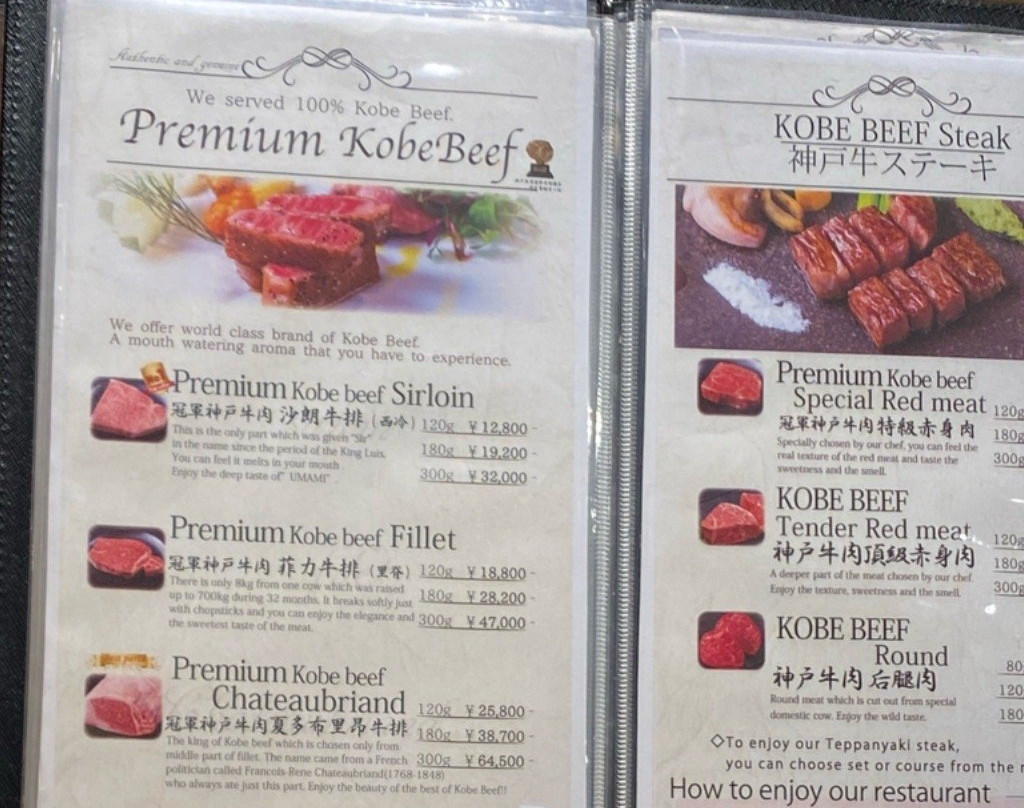 Authentic and genuine
We served 100% Kobe Beef.
Premium KobeBeef
We offer world class brand of Kobe Beef.
A mouth watering aroma that you have to experience.
Premium Kobe beef Sirloin
冠軍神戸牛肉 沙朗牛排 (西冷) 120g ¥12,800-
This is the only part which was given "Sir"
in the name since the period of the King Luis.
180g ¥19,200-
You can feel it melts in your mouth
Enjoy the deep taste of" UMAMI"
300g ¥32,000-
Premium Kobe beef Fillet
冠軍神戸牛肉 菲力牛排 (里脊) 120g ¥18,800-
There is only 8kg from one cow which was raised
up to 700kg during 32 months. It breaks softly just
180g ¥28,200-
with chopsticks and you can enjoy the elegance and
the sweetest taste of the meat.
300g ¥47,000-
Premium Kobe beef
Chateaubriand
120g ¥25,800-
冠軍神戸牛肉夏多布里昂牛排 180g ¥38,700-
The king of Kobe beef which is chosen only from
middle part of fillet. The name came from a French
300g ¥64,500-
politician called Francois-Rene Chateaubriand(1768-1848)
who always ate just this part. Enjoy the beauty of the best of Kobe Beef!!
KOBE BEEF Steak
神戸牛ステーキ
Premium Kobe beef
Special Red meat
120g
冠軍神戸牛肉特級赤身肉
180g
Specially chosen by our chef, you can feel the
real texture of the red meat and taste the
300g
sweetness and the smell.
KOBE BEEF
Tender Red meat
120g
神戸牛肉頂級赤身肉
180g
A deeper part of the meat chosen by our chef.
Enjoy the texture, sweetness and the smell.
300g
KOBE BEEF
Round
80
神戸牛肉 后腿肉
120
Round meat which is cut out from special
domestic cow. Enjoy the wild taste.
180
◇To enjoy our Teppanyaki steak,
you can choose set or course from the
How to enjoy our restaurant